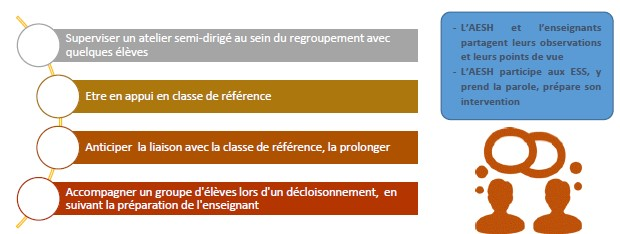 Superviser un atelier semi-dirigé au sein du regroupement avec
quelques élèves
Etre en appui en classe de référence
Anticiper la liaison avec la classe de référence, la prolonger
Accompagner un groupe d'élèves lors d'un décloisonnement, en
suivant la préparation de l'enseignant
- L'AESH et l'enseignants
partagent leurs observations
et leurs points de vue
- L'AESH participe aux ESS, y
prend la parole, prépare son
intervention